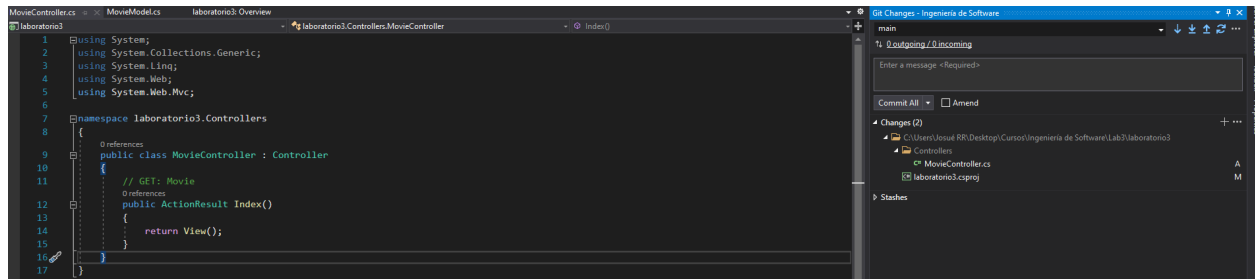 MovieController.cs MovieModel.cs laboratorio3: Overview
laboratorio3 laboratorio3.Controllers.MovieController Index()
1 using System;
2 using System.Collections.Generic;
3 using System.Linq;
4 using System.Web;
5 using System.Web.Mvc;
6
7 namespace laboratorio3.Controllers
8 {
0 references
9 public class MovieController : Controller
10 {
11 // GET: Movie
0 references
12 public ActionResult Index()
13 {
14 return View();
15 }
16 }
17 }
Git Changes - Ingeniería de Software
main
0 outgoing / 0 incoming
Enter a message <Required>
Commit All Amend
Changes (2)
C:\Users\Josué RR\Desktop\Cursos\Ingeniería de Software\Lab3\laboratorio3
Controllers
C# MovieController.cs A
laboratorio3.csproj M
Stashes